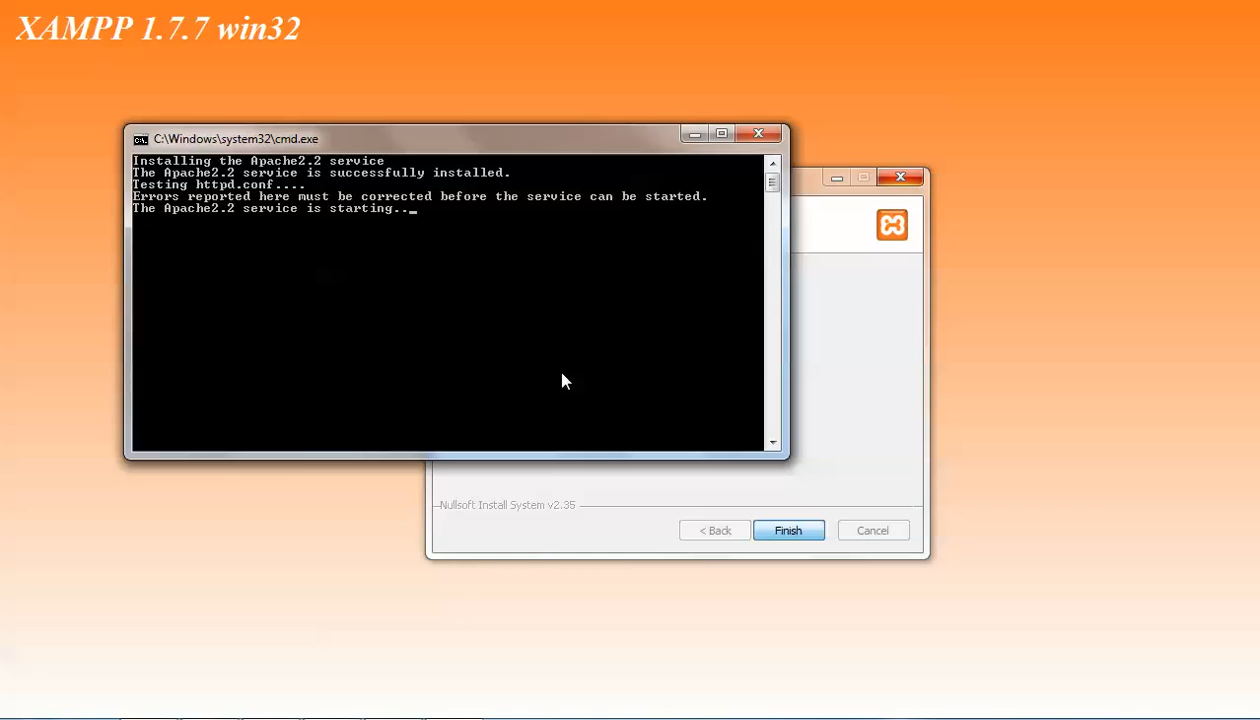 XAMPP 1.7.7 win32
C:\Windows\system32\cmd.exe
Installing the Apache2.2 service
The Apache2.2 service is successfully installed.
Testing httpd.conf....
Errors reported here must be corrected before the service can be started.
The Apache2.2 service is starting.._
Nullsoft Install System v2.35
< Back
Finish
Cancel